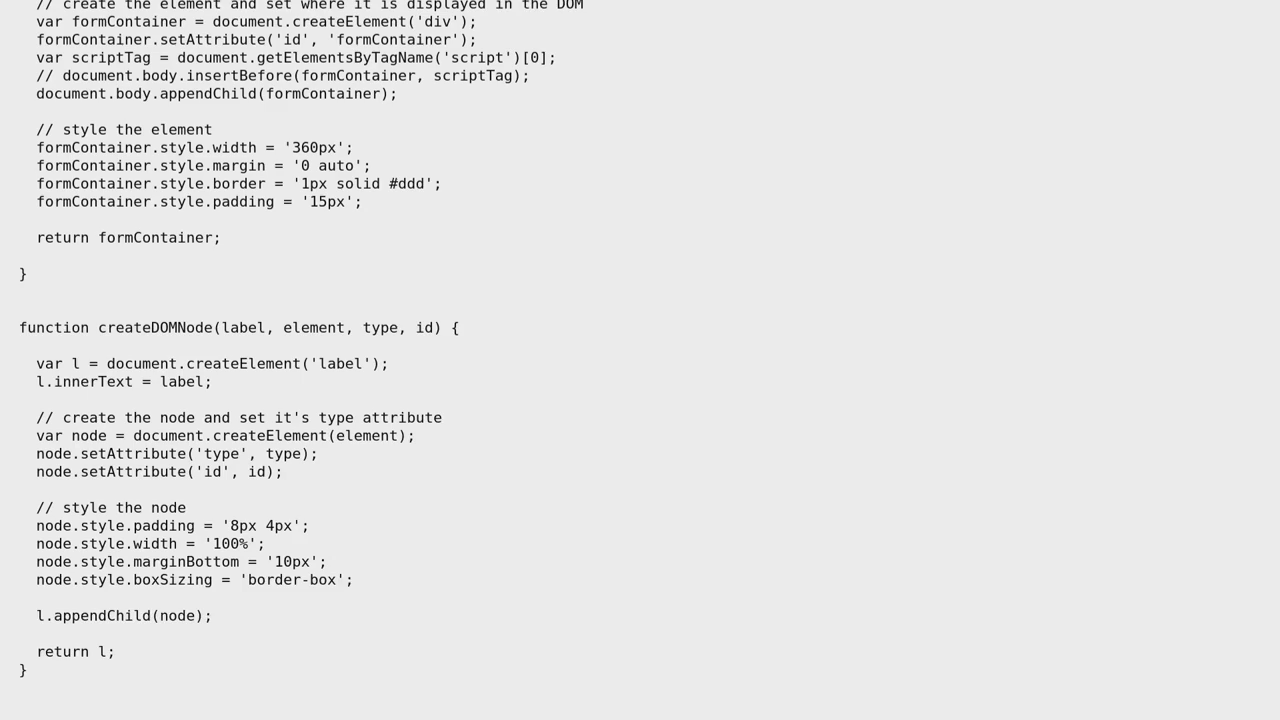 // create the element and set where it is displayed in the DOM
var formContainer = document.createElement('div');
formContainer.setAttribute('id', 'formContainer');
var scriptTag = document.getElementsByTagName('script')[0];
// document.body.insertBefore(formContainer, scriptTag);
document.body.appendChild(formContainer);

// style the element
formContainer.style.width = '360px';
formContainer.style.margin = '0 auto';
formContainer.style.border = '1px solid #ddd';
formContainer.style.padding = '15px';

return formContainer;

}

function createDOMNode(label, element, type, id) {

var l = document.createElement('label');
l.innerText = label;

// create the node and set it's type attribute
var node = document.createElement(element);
node.setAttribute('type', type);
node.setAttribute('id', id);

// style the node
node.style.padding = '8px 4px';
node.style.width = '100%';
node.style.marginBottom = '10px';
node.style.boxSizing = 'border-box';

l.appendChild(node);

return l;
}